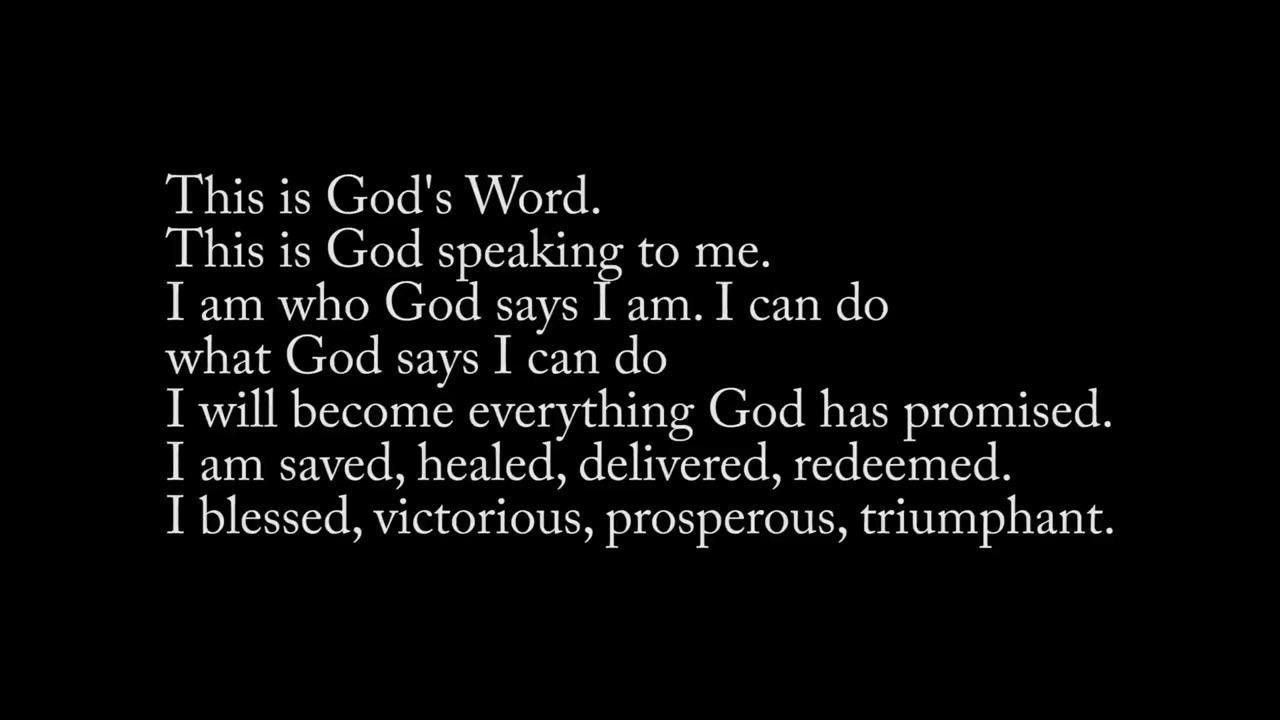 This is God's Word.
This is God speaking to me.
I am who God says I am. I can do
what God says I can do
I will become everything God has promised.
I am saved, healed, delivered, redeemed.
I blessed, victorious, prosperous, triumphant.